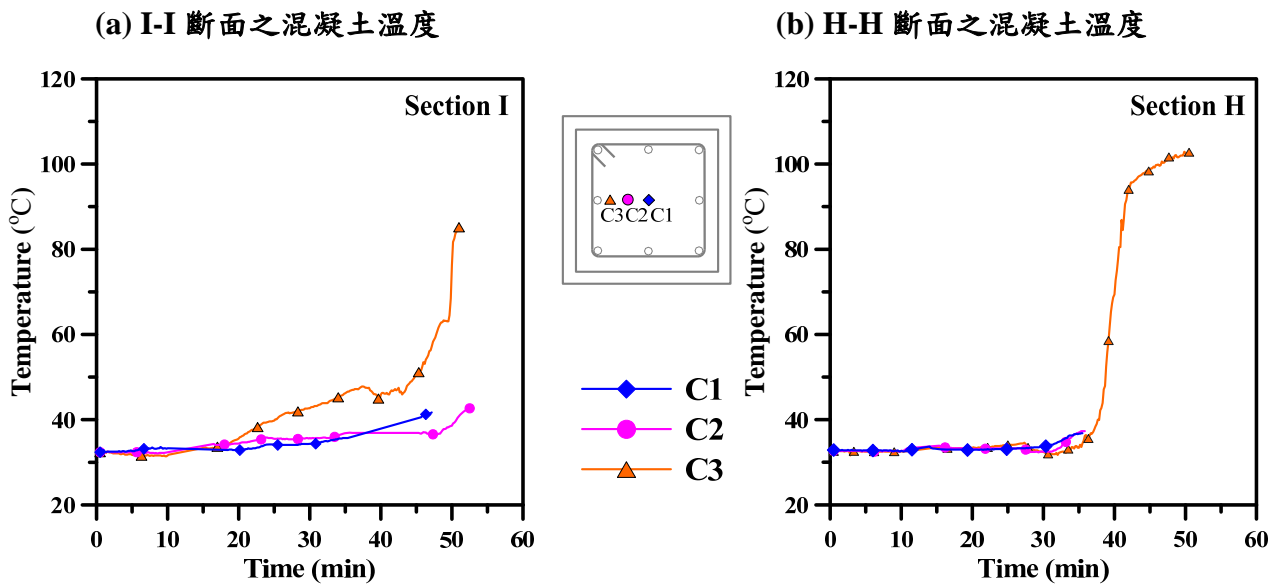 (a) I-I 斷面之混凝土溫度
(b) H-H 斷面之混凝土溫度
120
100
80
60
40
20
0
10
20
30
40
50
60
Temperature (°C)
Time (min)
Section I
C3 C2 C1
C1
C2
C3
120
100
80
60
40
20
0
10
20
30
40
50
60
Temperature (°C)
Time (min)
Section H